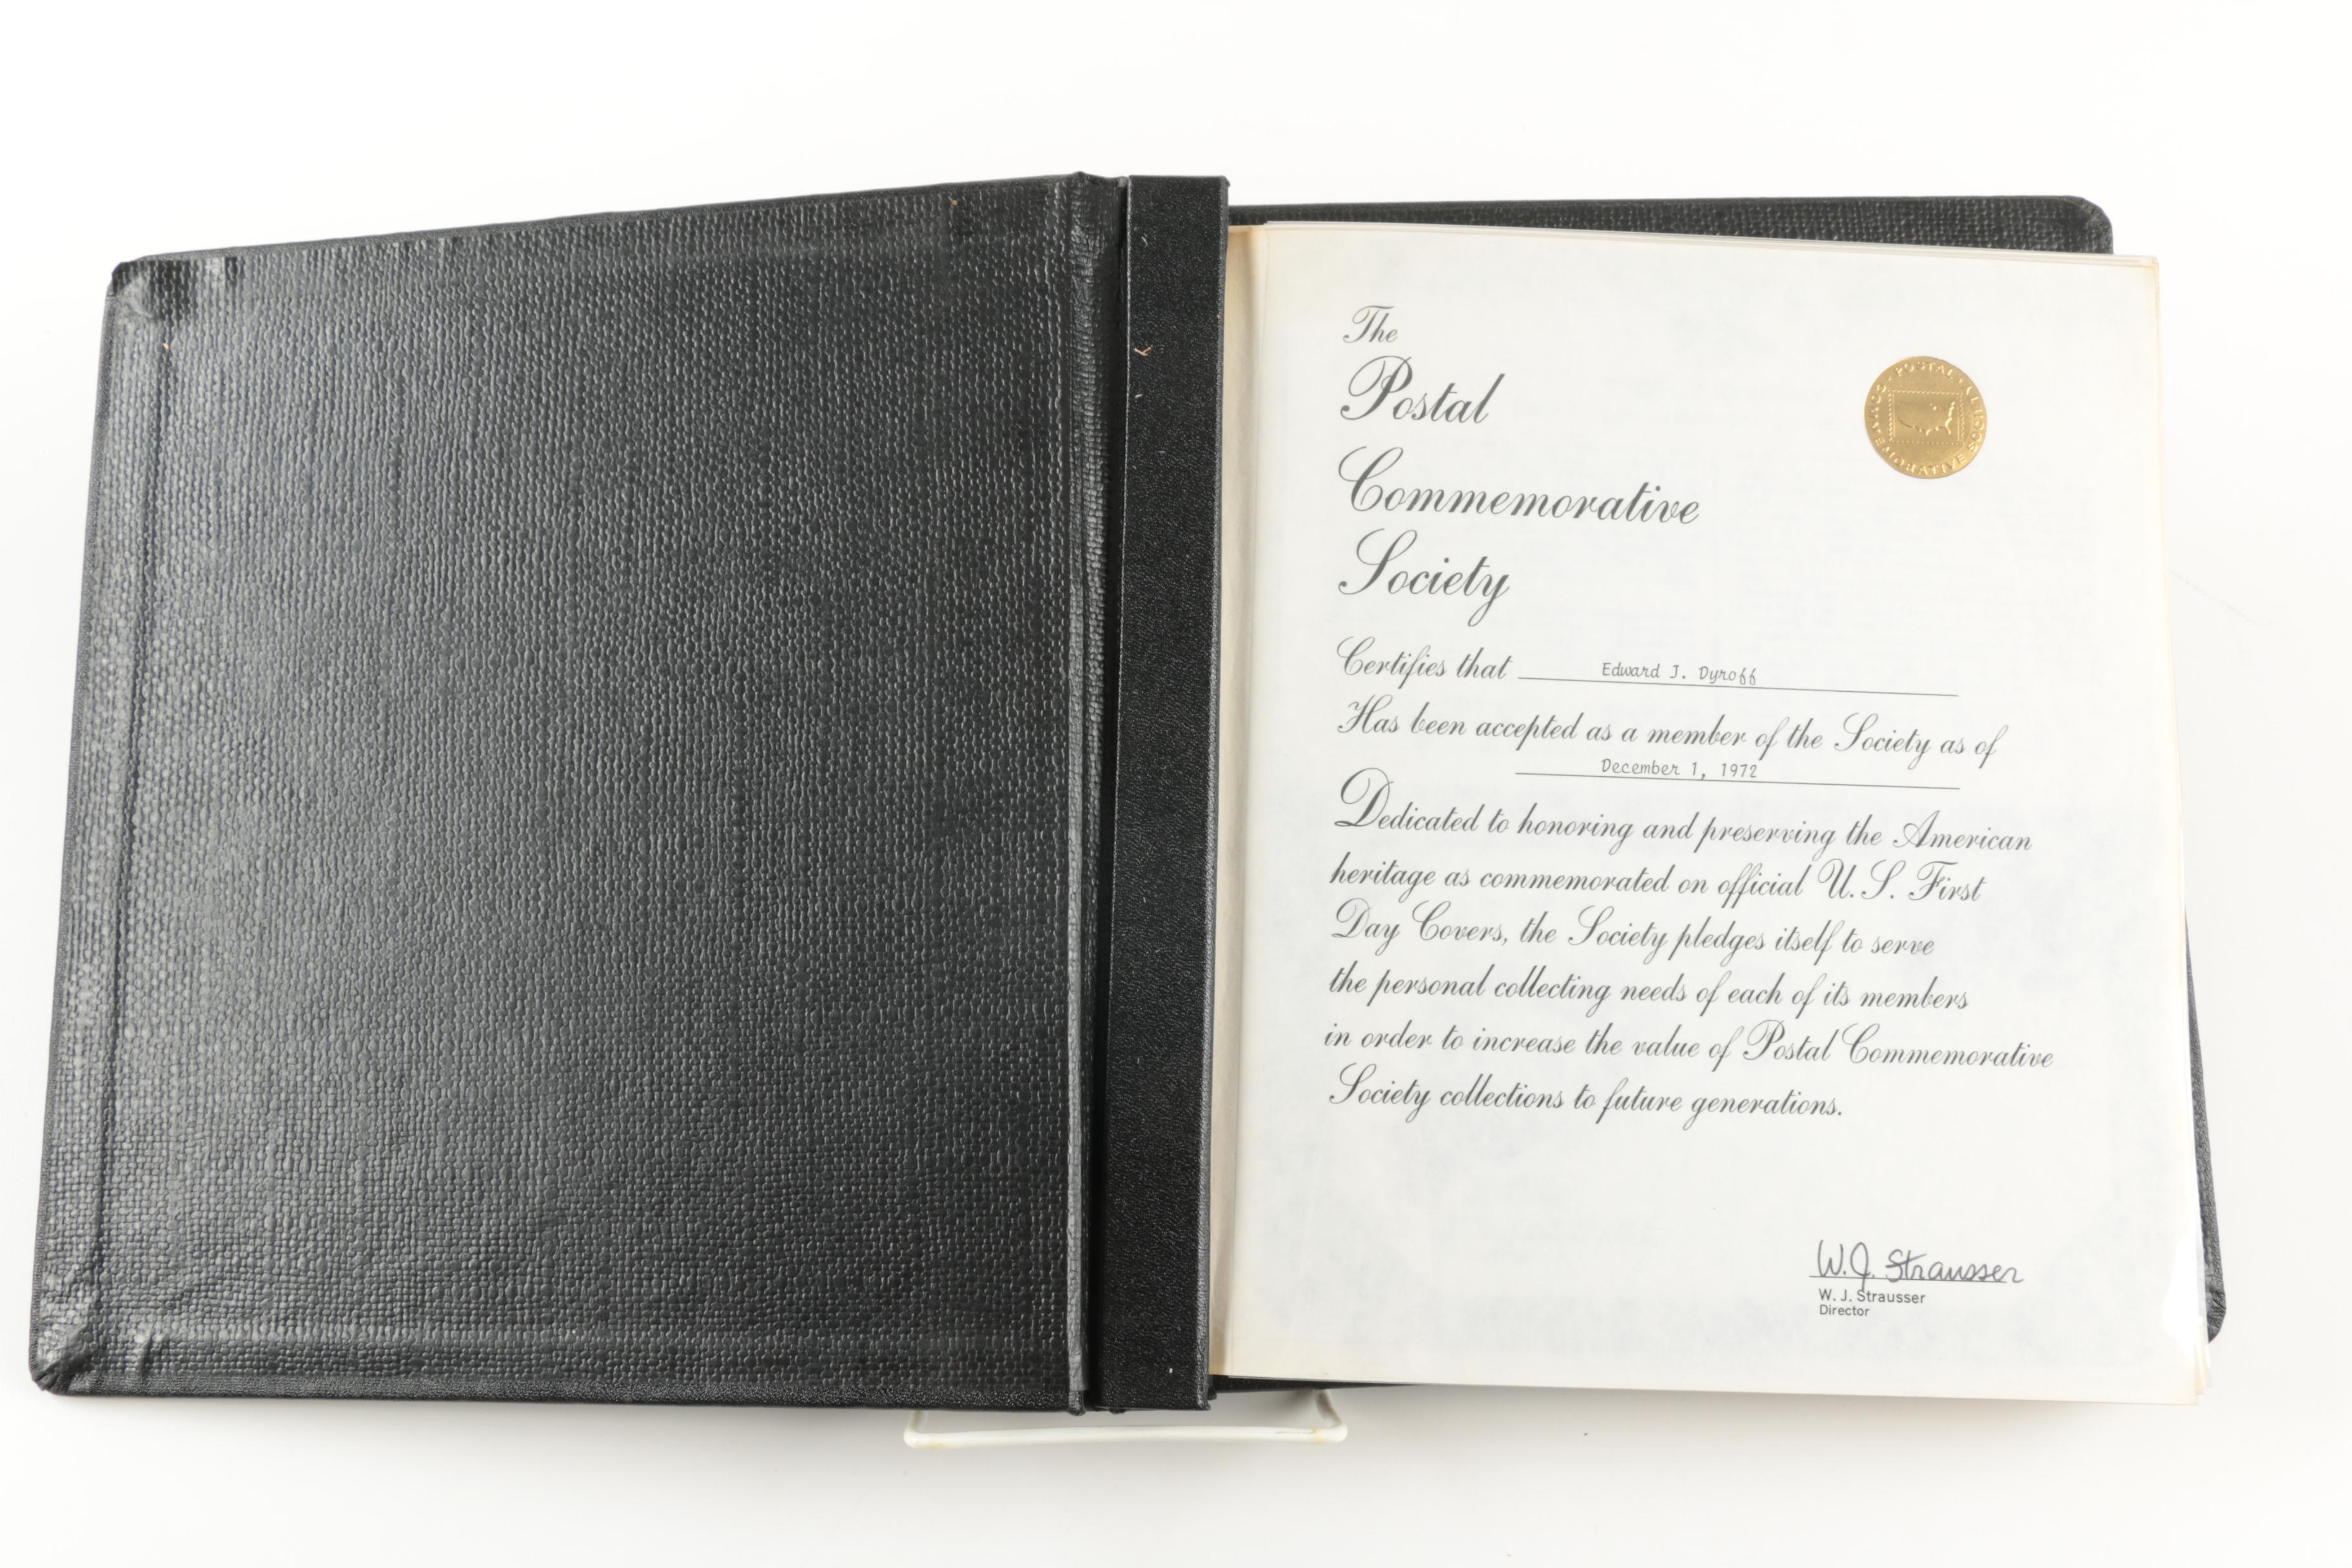 The
Postal
Commemorative
Society
POSTAL COMMEMORATIVE SOCIETY
Certifies that Edward J. Dyroff
Has been accepted as a member of the Society as of
December 1, 1972
Dedicated to honoring and preserving the American
heritage as commemorated on official U.S. First
Day Covers, the Society pledges itself to serve
the personal collecting needs of each of its members
in order to increase the value of Postal Commemorative
Society collections to future generations.
W.J. Strausser
W. J. Strausser
Director